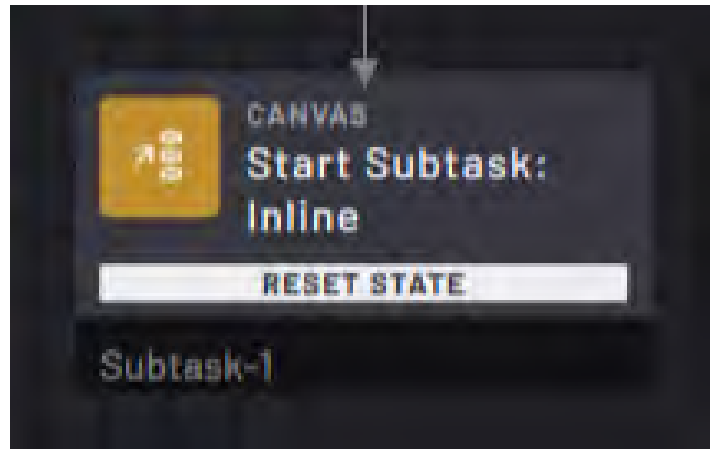 CANVAS
Start Subtask:
Inline
RESET STATE
Subtask-1